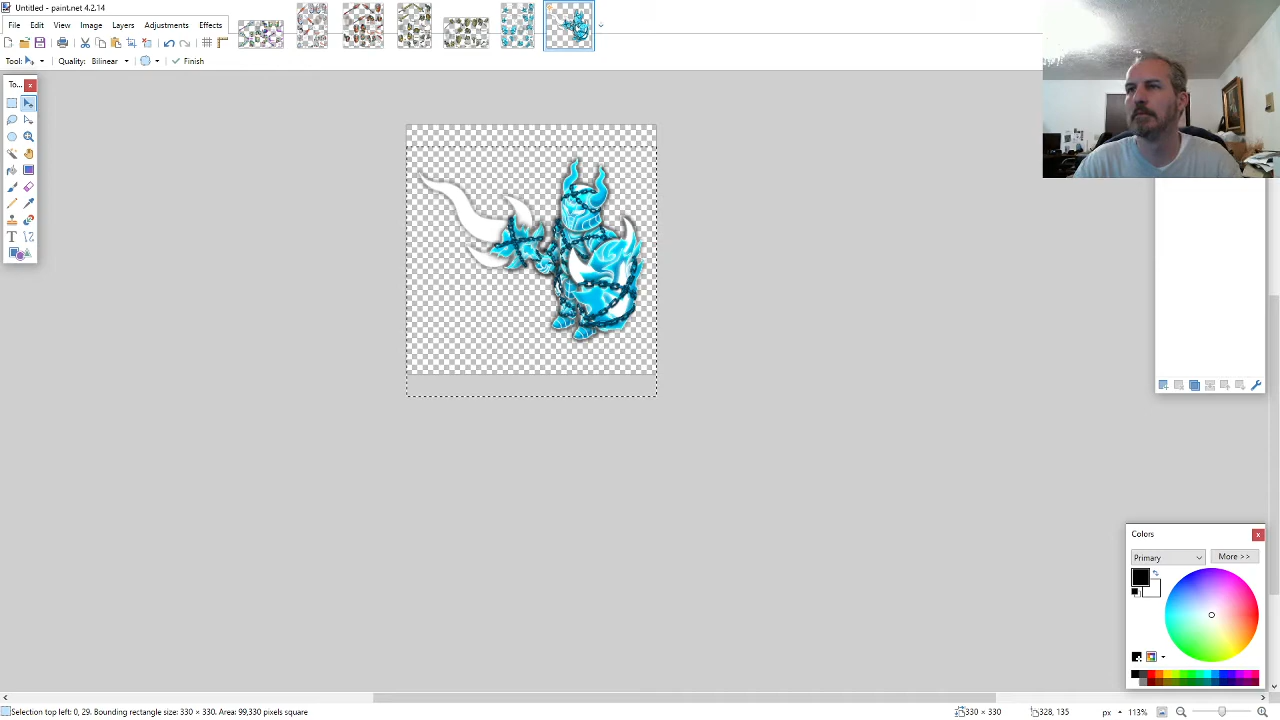 Untitled - paint.net 4.2.14
File Edit View Image Layers Adjustments Effects
Tool: Quality: Bilinear Finish
To...
T
Colors
Primary More >>
Selection top left: 0, 29. Bounding rectangle size: 330 × 330. Area: 99,330 pixels square
330 × 330 328, 135 px 113%